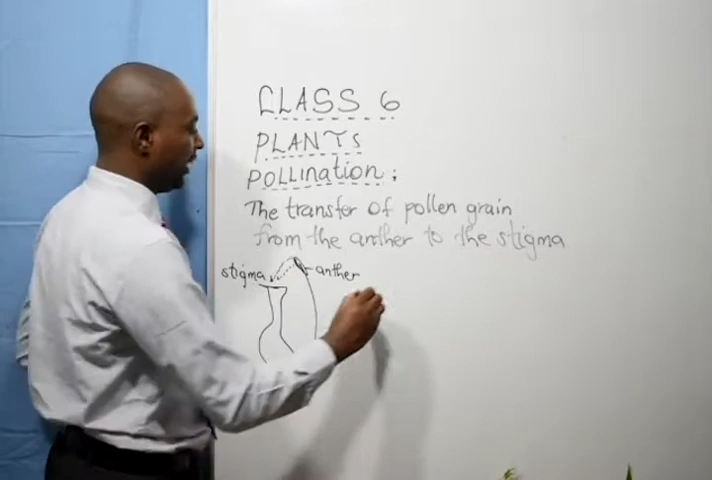 CLASS 6
PLANTS
POLLInation ;
The transfer of pollen grain
from the anther to the stigma
stigma
anther